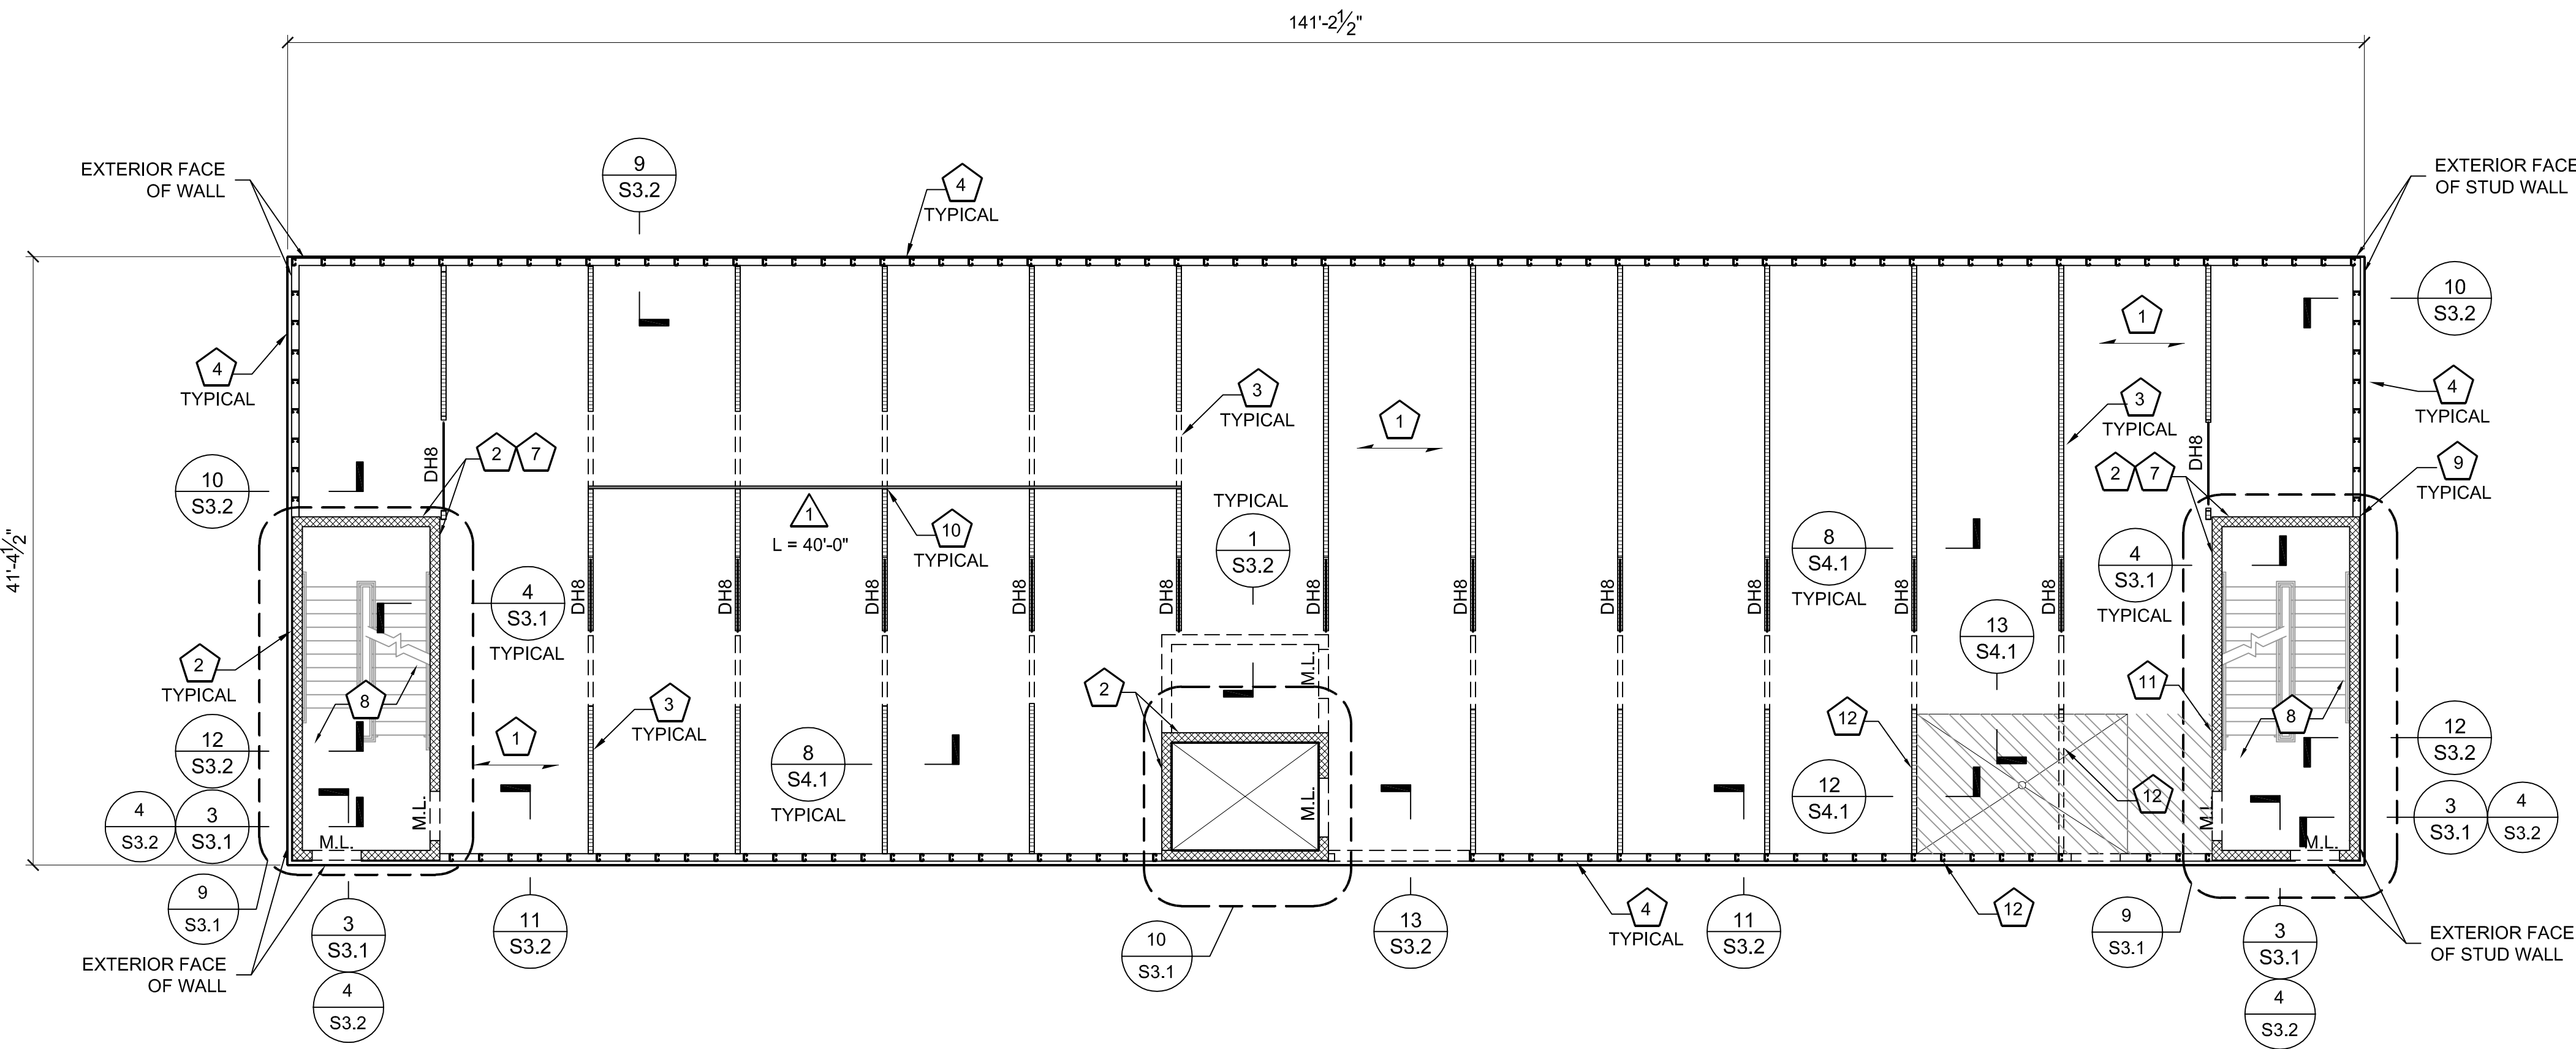 141'-2½"
EXTERIOR FACE
OF WALL
9
S3.2
4
TYPICAL
EXTERIOR FACE
OF STUD WALL
10
S3.2
1
4
TYPICAL
3
TYPICAL
1
3
TYPICAL
4
TYPICAL
41'-4½"
10
S3.2
DH8
2
7
1
L = 40'-0"
10
TYPICAL
TYPICAL
1
S3.2
8
S4.1
TYPICAL
2
7
DH8
9
TYPICAL
4
S3.1
TYPICAL
DH8
DH8
DH8
DH8
DH8
DH8
DH8
DH8
DH8
DH8
DH8
4
S3.1
TYPICAL
13
S4.1
2
TYPICAL
8
3
TYPICAL
2
M.L.
11
12
8
12
S3.2
1
8
S4.1
TYPICAL
12
S4.1
12
12
S3.2
4
S3.2
3
S3.1
M.L.
M.L.
M.L.
M.L.
M.L.
3
S3.1
4
S3.2
9
S3.1
3
S3.1
4
S3.2
11
S3.2
10
S3.1
13
S3.2
4
TYPICAL
11
S3.2
12
9
S3.1
3
S3.1
4
S3.2
EXTERIOR FACE
OF WALL
EXTERIOR FACE
OF STUD WALL